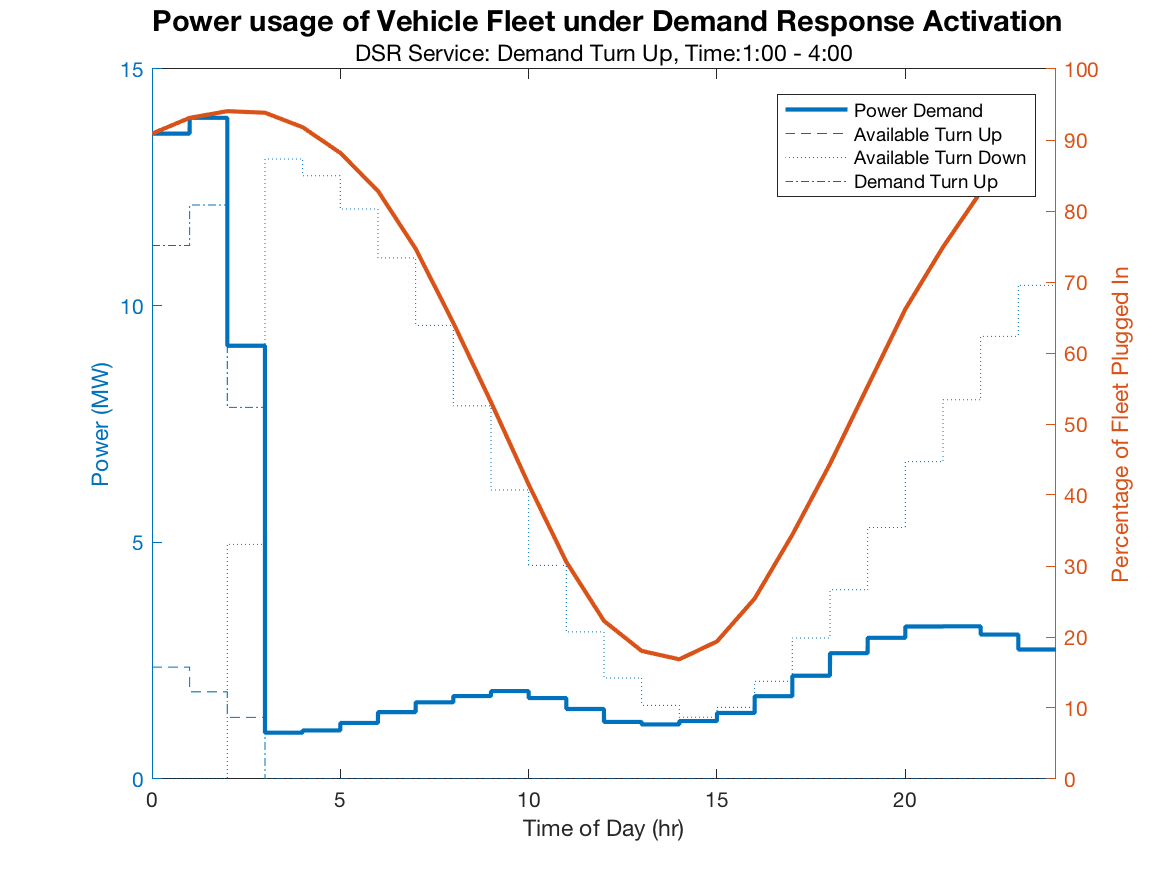 Power usage of Vehicle Fleet under Demand Response Activation
DSR Service: Demand Turn Up, Time:1:00 - 4:00
15
10
5
0
Power (MW)
Power Demand
Available Turn Up
Available Turn Down
Demand Turn Up
100
90
80
70
60
50
40
30
20
10
0
Percentage of Fleet Plugged In
0
5
10
15
20
Time of Day (hr)